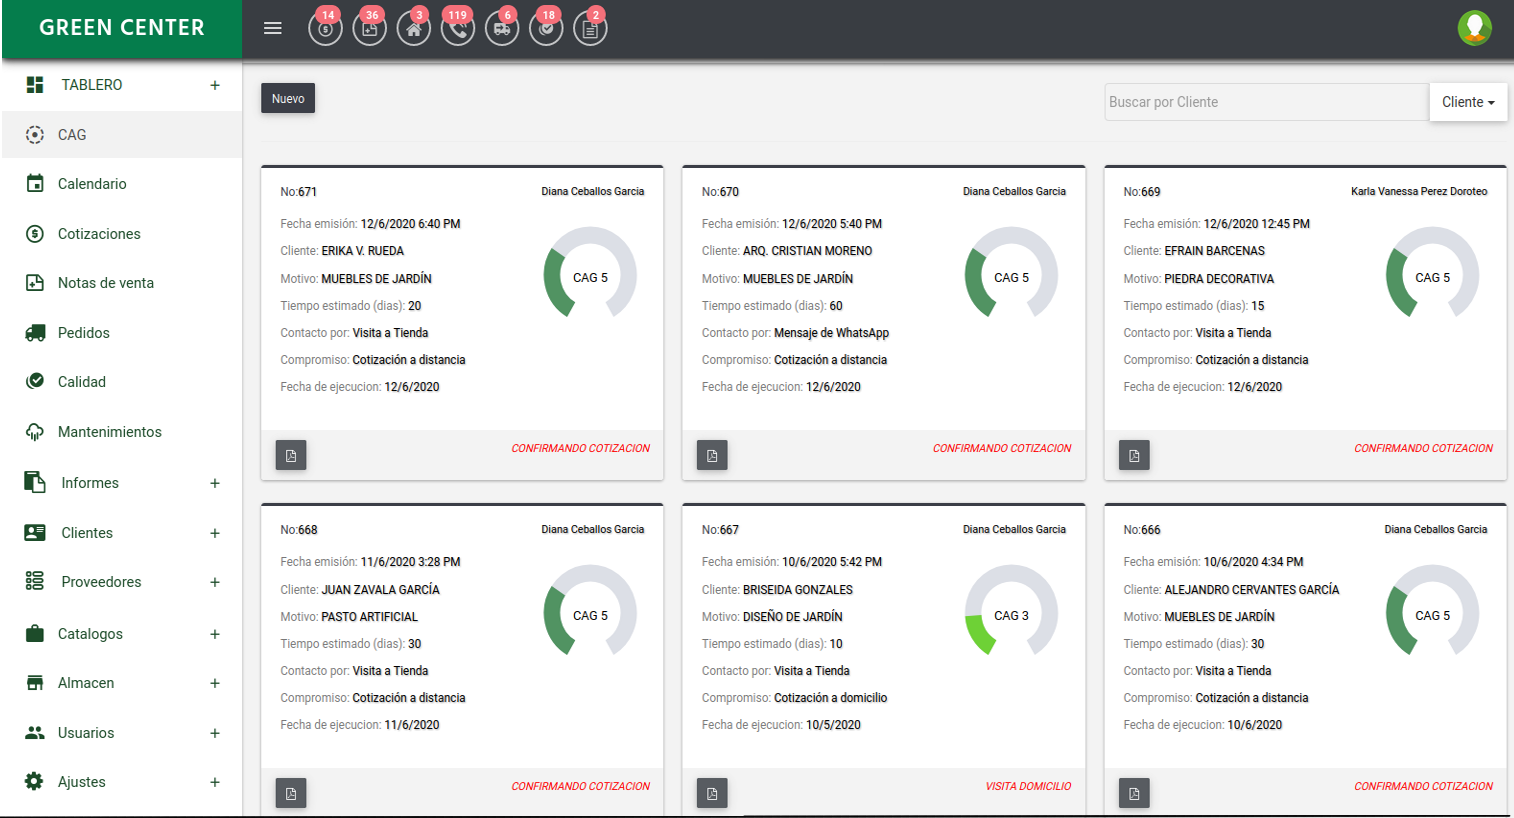 GREEN CENTER
14 36 3 119 6 18 2
TABLERO +
CAG
Calendario
Cotizaciones
Notas de venta
Pedidos
Calidad
Mantenimientos
Informes +
Clientes +
Proveedores +
Catalogos +
Almacen +
Usuarios +
Ajustes +
Nuevo
Buscar por Cliente
Cliente
No:671 Diana Ceballos Garcia
Fecha emisión: 12/6/2020 6:40 PM
Cliente: ERIKA V. RUEDA
Motivo: MUEBLES DE JARDÍN
Tiempo estimado (dias): 20
Contacto por: Visita a Tienda
Compromiso: Cotización a distancia
Fecha de ejecucion: 12/6/2020
CAG 5
CONFIRMANDO COTIZACION
No:670 Diana Ceballos Garcia
Fecha emisión: 12/6/2020 5:40 PM
Cliente: ARQ. CRISTIAN MORENO
Motivo: MUEBLES DE JARDÍN
Tiempo estimado (dias): 60
Contacto por: Mensaje de WhatsApp
Compromiso: Cotización a distancia
Fecha de ejecucion: 12/6/2020
CAG 5
CONFIRMANDO COTIZACION
No:669 Karla Vanessa Perez Doroteo
Fecha emisión: 12/6/2020 12:45 PM
Cliente: EFRAIN BARCENAS
Motivo: PIEDRA DECORATIVA
Tiempo estimado (dias): 15
Contacto por: Visita a Tienda
Compromiso: Cotización a distancia
Fecha de ejecucion: 12/6/2020
CAG 5
CONFIRMANDO COTIZACION
No:668 Diana Ceballos Garcia
Fecha emisión: 11/6/2020 3:28 PM
Cliente: JUAN ZAVALA GARCÍA
Motivo: PASTO ARTIFICIAL
Tiempo estimado (dias): 30
Contacto por: Visita a Tienda
Compromiso: Cotización a distancia
Fecha de ejecucion: 11/6/2020
CAG 5
CONFIRMANDO COTIZACION
No:667 Diana Ceballos Garcia
Fecha emisión: 10/6/2020 5:42 PM
Cliente: BRISEIDA GONZALES
Motivo: DISEÑO DE JARDÍN
Tiempo estimado (dias): 10
Contacto por: Visita a Tienda
Compromiso: Cotización a domicilio
Fecha de ejecucion: 10/5/2020
CAG 3
VISITA DOMICILIO
No:666 Diana Ceballos Garcia
Fecha emisión: 10/6/2020 4:34 PM
Cliente: ALEJANDRO CERVANTES GARCÍA
Motivo: MUEBLES DE JARDÍN
Tiempo estimado (dias): 30
Contacto por: Visita a Tienda
Compromiso: Cotización a distancia
Fecha de ejecucion: 10/6/2020
CAG 5
CONFIRMANDO COTIZACION